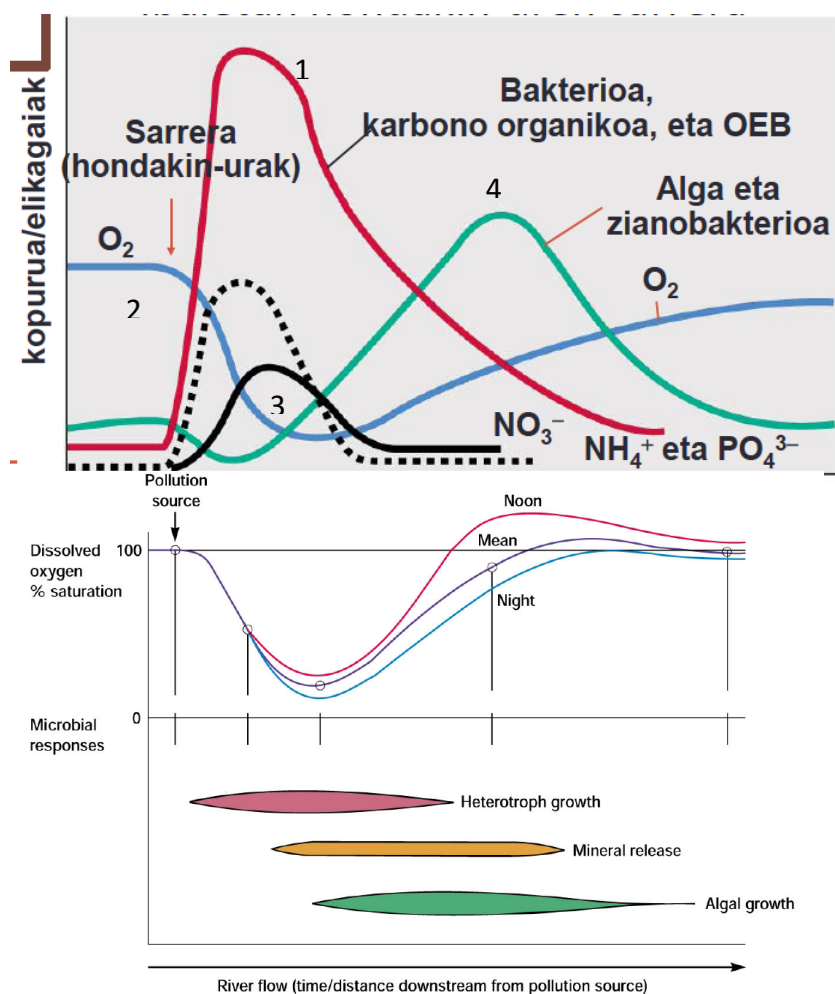 kopurua/elikagaiak
1
Bakterioa,
karbono organikoa, eta OEB
Sarrera
(hondakin-urak)
4
Alga eta
zianobakterioa
O₂
O₂
2
3
NO₃⁻
NH₄⁺ eta PO₄³⁻
Pollution
source
Noon
Dissolved
oxygen
% saturation
100
Mean
Night
0
Microbial
responses
Heterotroph growth
Mineral release
Algal growth
River flow (time/distance downstream from pollution source)